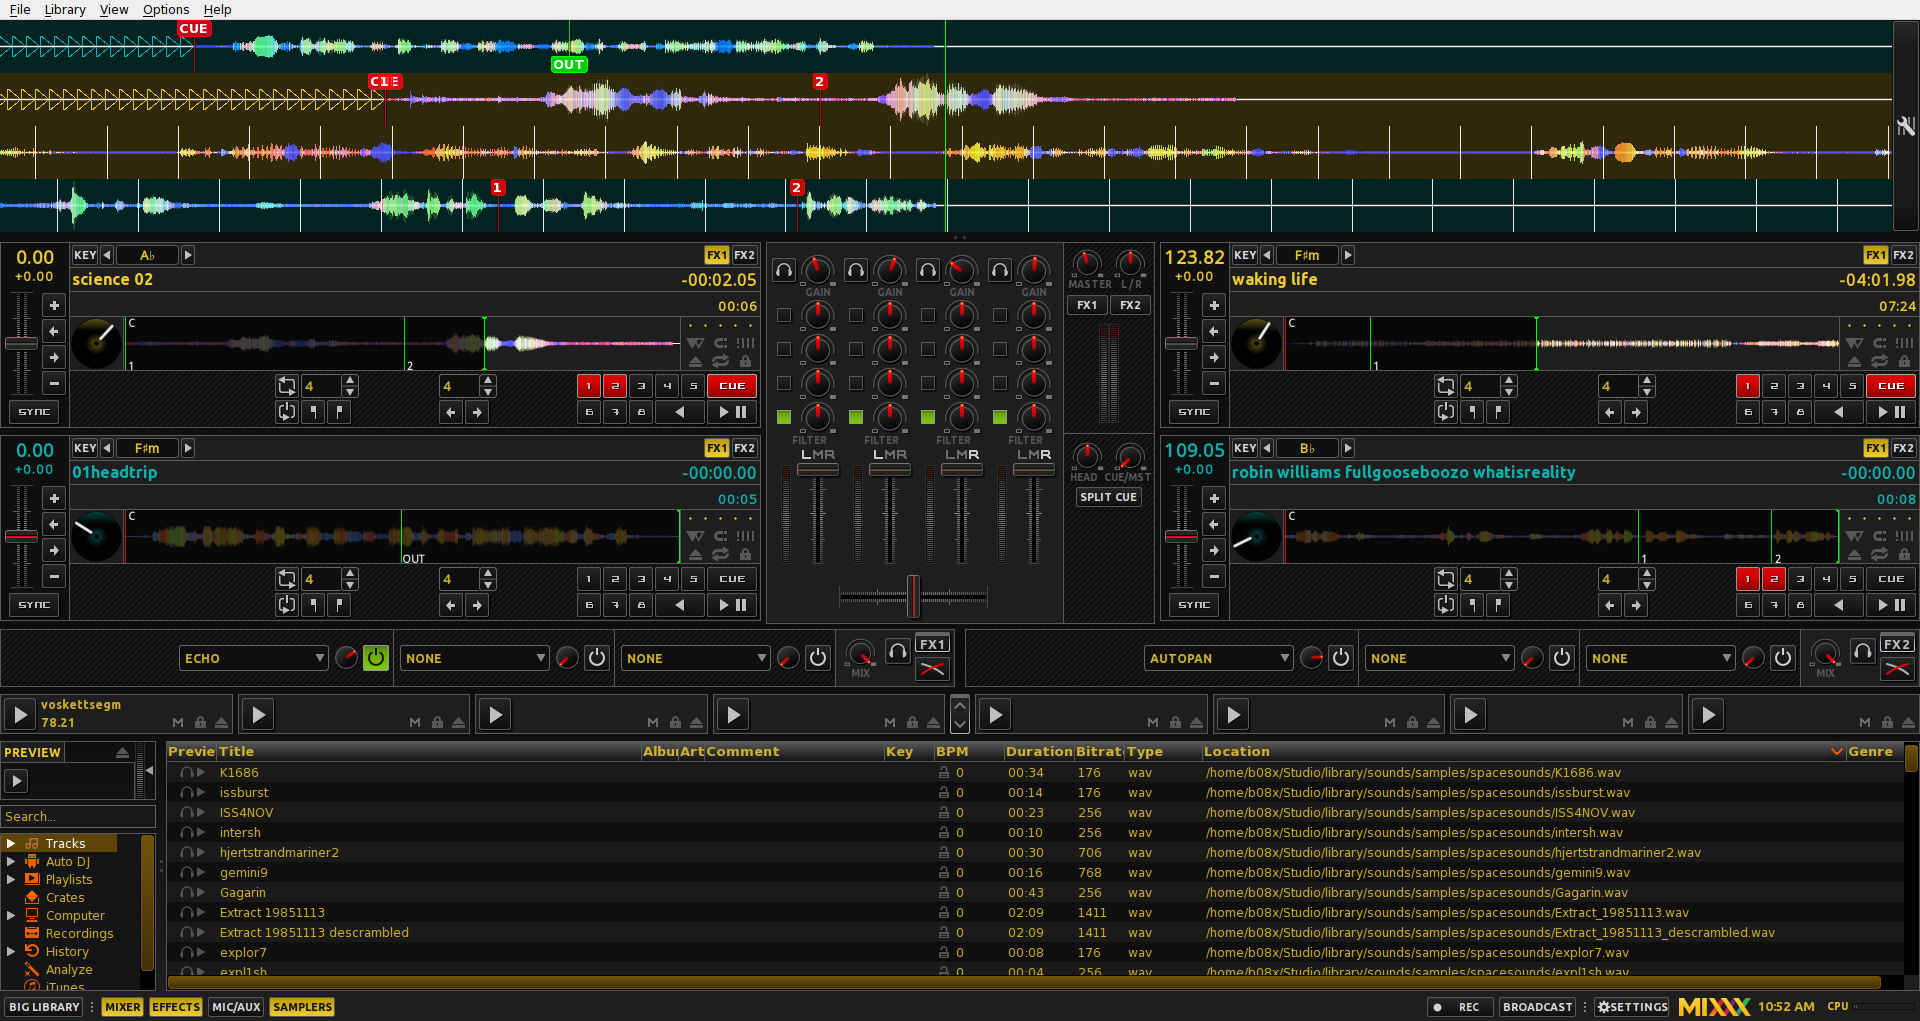 File Library View Options Help
CUE
OUT
C1E 2
1 2
0.00 KEY A♭ FX1 FX2
+0.00 science 02 -00:02.05
00:06
C
1 2
4 4 1 2 3 4 5 CUE
SYNC 6 7 8
0.00 KEY F♯m FX1 FX2
+0.00 01headtrip -00:00.00
00:05
C
OUT
4 4 1 2 3 4 5 CUE
SYNC 6 7 8
GAIN GAIN GAIN GAIN
FILTER FILTER FILTER FILTER
LMR LMR LMR LMR
MASTER L/R
FX1 FX2
HEAD CUE/MST
SPLIT CUE
123.82 KEY F♯m FX1 FX2
+0.00 waking life -04:01.98
07:24
C
1
4 4 1 2 3 4 5 CUE
SYNC 6 7 8
109.05 KEY B♭ FX1 FX2
+0.00 robin williams fullgooseboozo whatisreality -00:00.00
00:08
C
1 2
4 4 1 2 3 4 5 CUE
SYNC 6 7 8
ECHO NONE NONE MIX FX1 AUTOPAN NONE NONE MIX FX2
voskettsegm
78.21 M M M M M M M M
PREVIEW
Search...
Tracks
Auto DJ
Playlists
Crates
Computer
Recordings
History
Analyze
iTunes
Previe Title Albu Art Comment Key BPM Duration Bitrat Type Location Genre
K1686 0 00:34 176 wav /home/b08x/Studio/library/sounds/samples/spacesounds/K1686.wav
issburst 0 00:14 176 wav /home/b08x/Studio/library/sounds/samples/spacesounds/issburst.wav
ISS4NOV 0 00:23 256 wav /home/b08x/Studio/library/sounds/samples/spacesounds/ISS4NOV.wav
intersh 0 00:10 256 wav /home/b08x/Studio/library/sounds/samples/spacesounds/intersh.wav
hjertstrandmariner2 0 00:30 706 wav /home/b08x/Studio/library/sounds/samples/spacesounds/hjertstrandmariner2.wav
gemini9 0 00:16 768 wav /home/b08x/Studio/library/sounds/samples/spacesounds/gemini9.wav
Gagarin 0 00:43 256 wav /home/b08x/Studio/library/sounds/samples/spacesounds/Gagarin.wav
Extract 19851113 0 02:09 1411 wav /home/b08x/Studio/library/sounds/samples/spacesounds/Extract_19851113.wav
Extract 19851113 descrambled 0 02:09 1411 wav /home/b08x/Studio/library/sounds/samples/spacesounds/Extract_19851113_descrambled.wav
explor7 0 00:08 176 wav /home/b08x/Studio/library/sounds/samples/spacesounds/explor7.wav
expl1sh 0 00:04 256 wav /home/b08x/Studio/library/sounds/samples/spacesounds/expl1sh.wav
BIG LIBRARY MIXER EFFECTS MIC/AUX SAMPLERS REC BROADCAST SETTINGS MIXXX 10:52 AM CPU